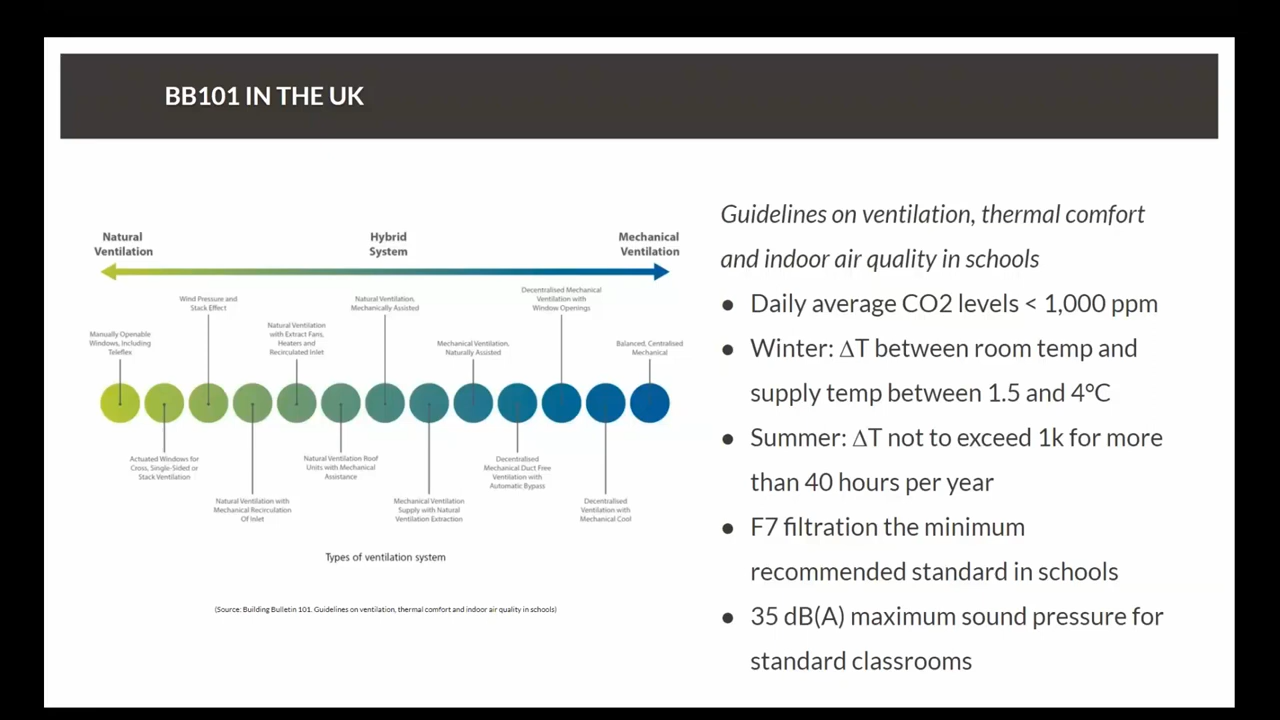 BB101 IN THE UK
Natural
Ventilation
Hybrid
System
Mechanical
Ventilation
Manually Openable
Windows, Including
Teleflex
Wind Pressure and
Stack Effect
Natural Ventilation
with Extract Fans,
Heaters and
Recirculated Inlet
Natural Ventilation,
Mechanically Assisted
Mechanical Ventilation,
Naturally Assisted
Decentralised Mechanical
Ventilation with
Window Openings
Balanced, Centralised
Mechanical
Actuated Windows for
Cross, Single-Sided or
Stack Ventilation
Natural Ventilation with
Mechanical Recirculation
Of Inlet
Natural Ventilation Roof
Units with Mechanical
Assistance
Mechanical Ventilation
Supply with Natural
Ventilation Extraction
Decentralised
Mechanical Duct Free
Ventilation with
Automatic Bypass
Decentralised
Ventilation with
Mechanical Cool
Types of ventilation system
(Source: Building Bulletin 101. Guidelines on ventilation, thermal comfort and indoor air quality in schools)
Guidelines on ventilation, thermal comfort
and indoor air quality in schools
● Daily average CO2 levels < 1,000 ppm
● Winter: ΔT between room temp and
supply temp between 1.5 and 4°C
● Summer: ΔT not to exceed 1k for more
than 40 hours per year
● F7 filtration the minimum
recommended standard in schools
● 35 dB(A) maximum sound pressure for
standard classrooms